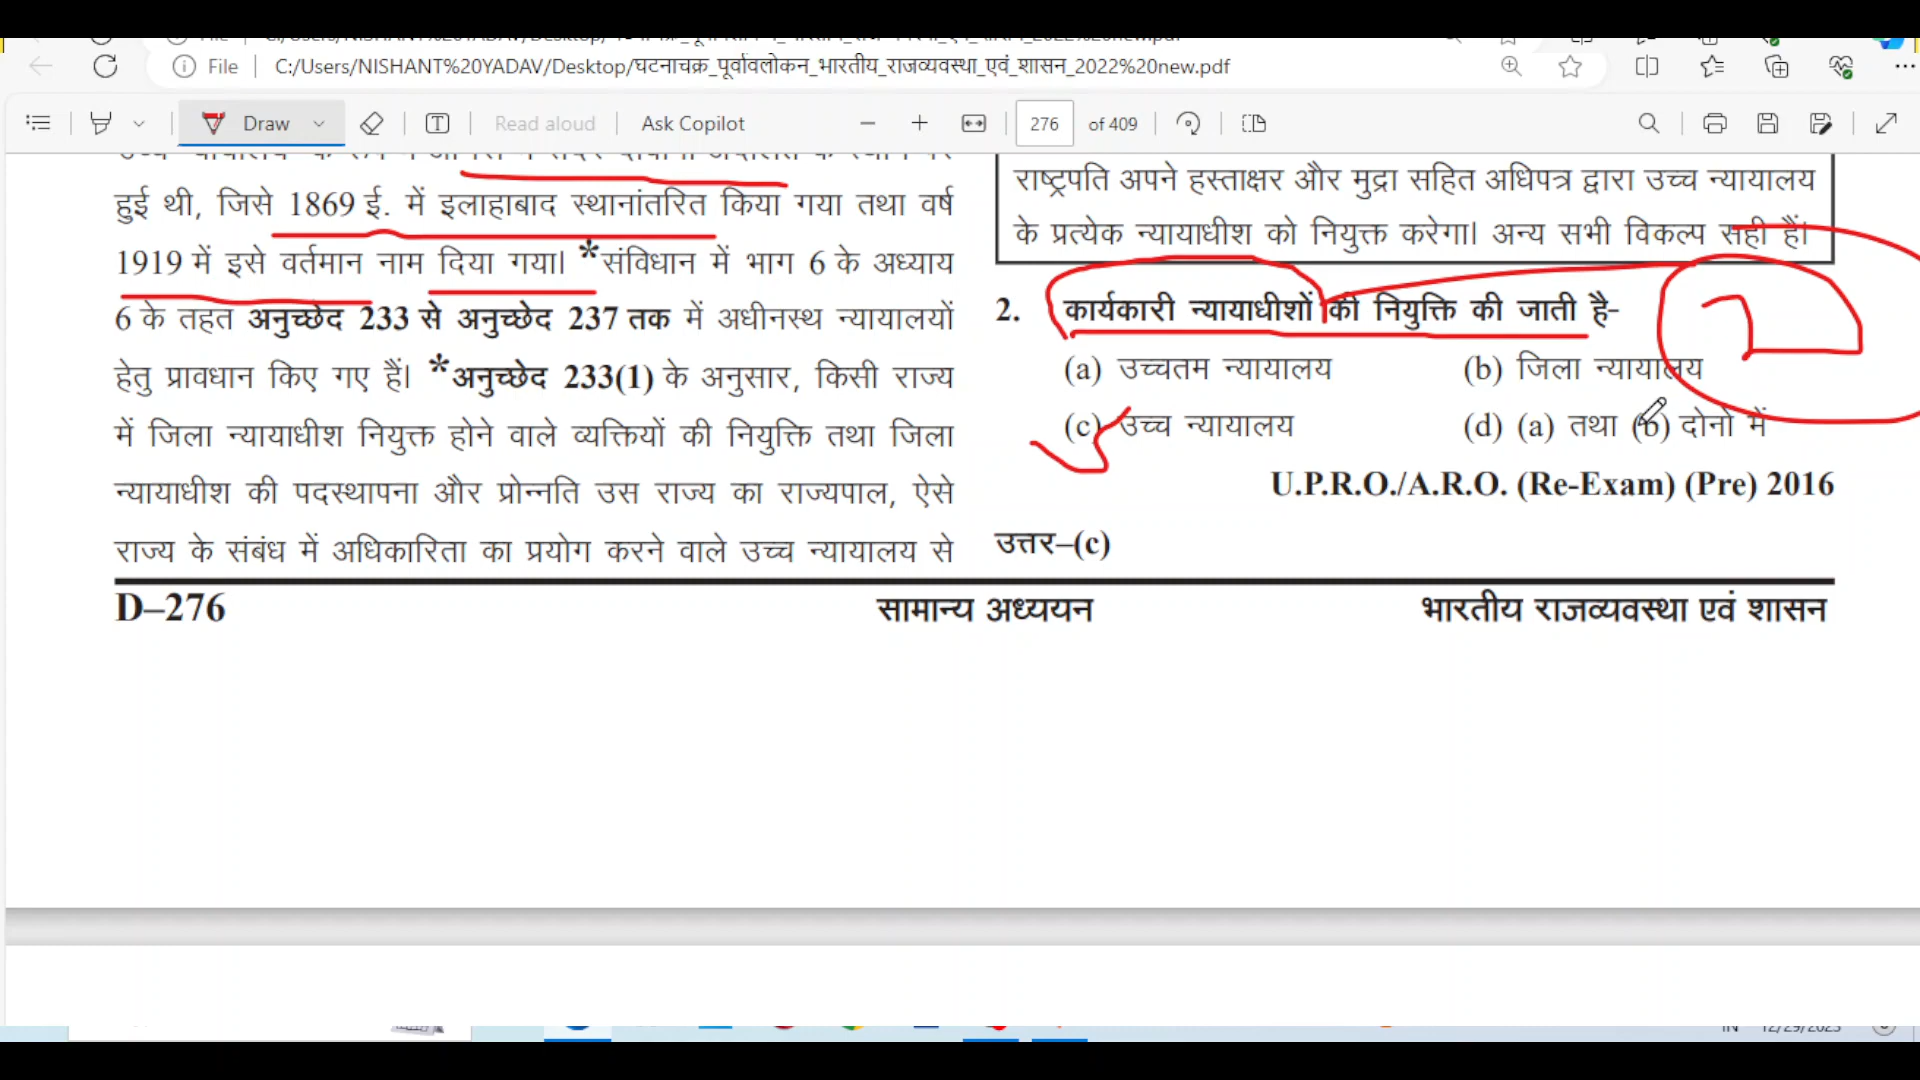 File
C:/Users/NISHANT%20YADAV/Desktop/घटनाचक्र_पूर्वावलोकन_भारतीय_राजव्यवस्था_एवं_शासन_2022%20new.pdf
Draw
Read aloud
Ask Copilot
276
of 409
हुई थी, जिसे 1869 ई. में इलाहाबाद स्थानांतरित किया गया तथा वर्ष
1919 में इसे वर्तमान नाम दिया गया। *संविधान में भाग 6 के अध्याय
6 के तहत अनुच्छेद 233 से अनुच्छेद 237 तक में अधीनस्थ न्यायालयों
हेतु प्रावधान किए गए हैं। *अनुच्छेद 233(1) के अनुसार, किसी राज्य
में जिला न्यायाधीश नियुक्त होने वाले व्यक्तियों की नियुक्ति तथा जिला
न्यायाधीश की पदस्थापना और प्रोन्नति उस राज्य का राज्यपाल, ऐसे
राज्य के संबंध में अधिकारिता का प्रयोग करने वाले उच्च न्यायालय से
राष्ट्रपति अपने हस्ताक्षर और मुद्रा सहित अधिपत्र द्वारा उच्च न्यायालय
के प्रत्येक न्यायाधीश को नियुक्त करेगा। अन्य सभी विकल्प सही हैं।
2. कार्यकारी न्यायाधीशों की नियुक्ति की जाती है-
(a) उच्चतम न्यायालय (b) जिला न्यायालय
(c) उच्च न्यायालय (d) (a) तथा (b) दोनो में
U.P.R.O./A.R.O. (Re-Exam) (Pre) 2016
उत्तर–(c)
D–276 सामान्य अध्ययन भारतीय राजव्यवस्था एवं शासन